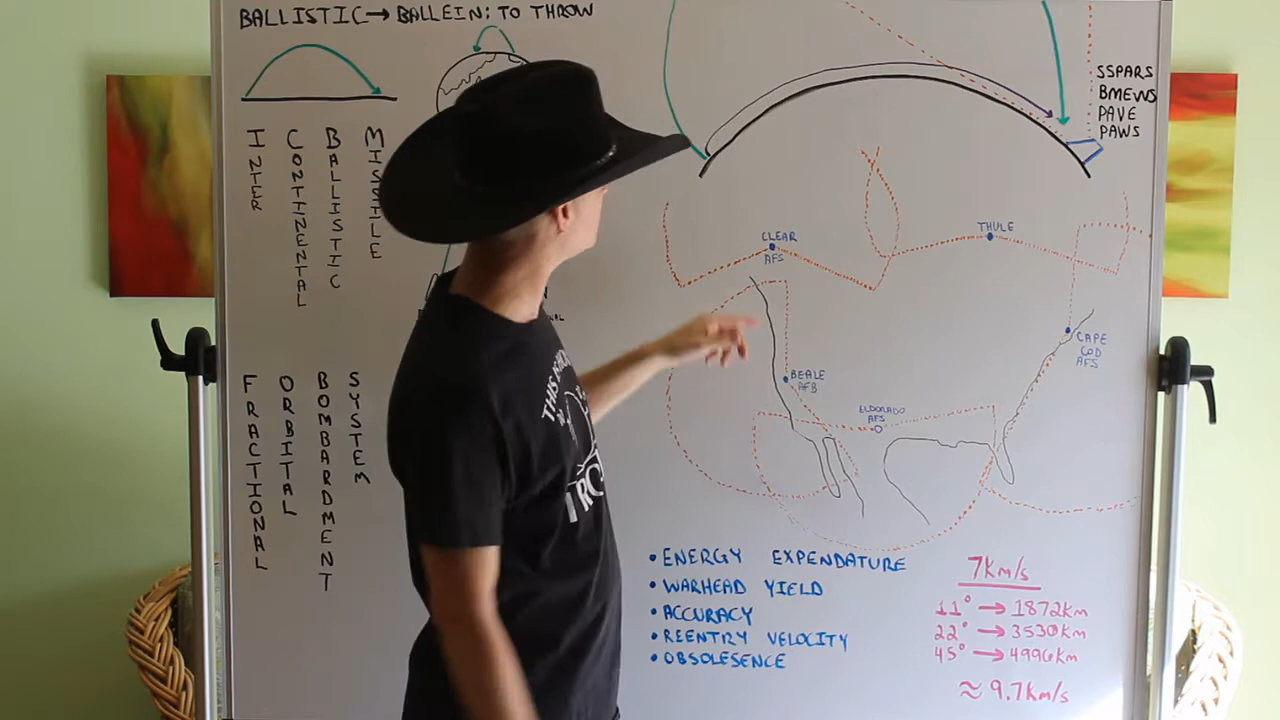 BALLISTIC → BALLEIN: TO THROW
INTER
CONTINENTAL
BALLISTIC
MISSILE
FRACTIONAL
ORBITAL
BOMBARDMENT
SYSTEM
SSPARS
BMEWS
PAVE
PAWS
CLEAR
AFS
THULE
CAPE
COD
AFS
BEALE
AFB
ELDORADO
AFS
• ENERGY EXPENDATURE
• WARHEAD YIELD
• ACCURACY
• REENTRY VELOCITY
• OBSOLESENCE
7km/s
11° → 1872km
22° → 3530km
45° → 4996km
≈ 9.7km/s
THIS